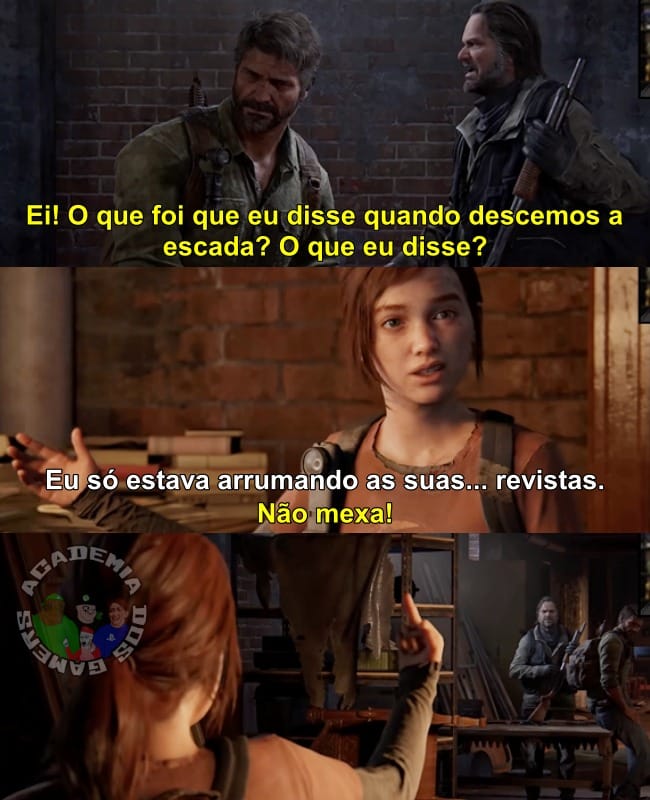 Ei! O que foi que eu disse quando descemos a
escada? O que eu disse?
Eu só estava arrumando as suas... revistas.
Não mexa!
ACADEMIA DOS GAMERS